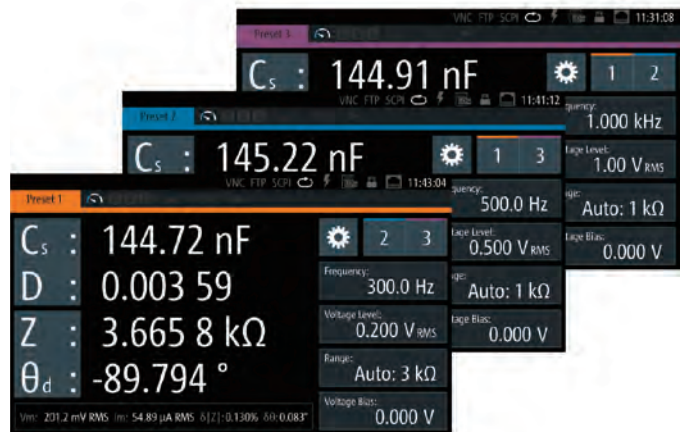 VNC FTP SCPI 11:31:08
Preset 3
Cs : 144.91 nF
1 2
1.000 kHz
1.00 V RMS
Auto: 1 kΩ
0.000 V
VNC FTP SCPI 11:41:12
Preset 2
Cs : 145.22 nF
1 3
500.0 Hz
0.500 V RMS
Auto: 1 kΩ
0.000 V
VNC FTP SCPI 11:43:04
Preset 1
Cs : 144.72 nF
2 3
D : 0.003 59
Frequency:
300.0 Hz
Z : 3.665 8 kΩ
Voltage Level:
0.200 V RMS
θd : -89.794 °
Range:
Auto: 3 kΩ
Voltage Bias:
0.000 V
Vm: 201.2 mV RMS Im: 54.89 µA RMS δ|Z|:0.130% δθ:0.083°